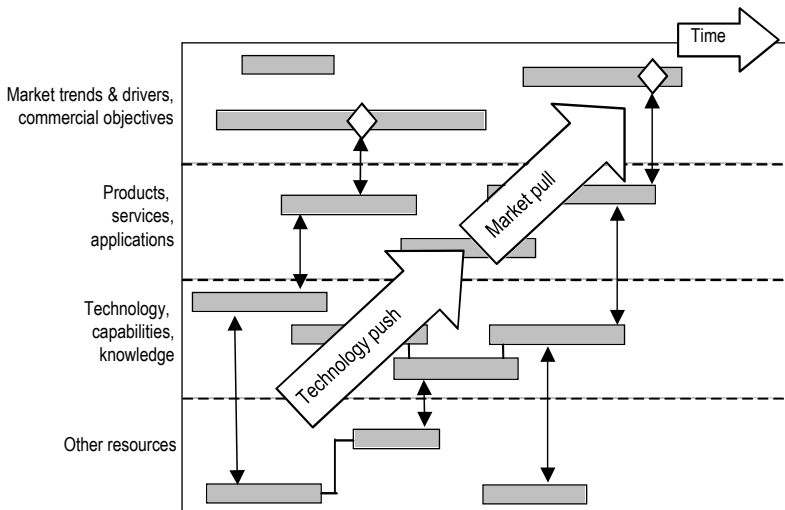 Time
Market trends & drivers,
commercial objectives
Products,
services,
applications
Market pull
Technology,
capabilities,
knowledge
Technology push
Other resources